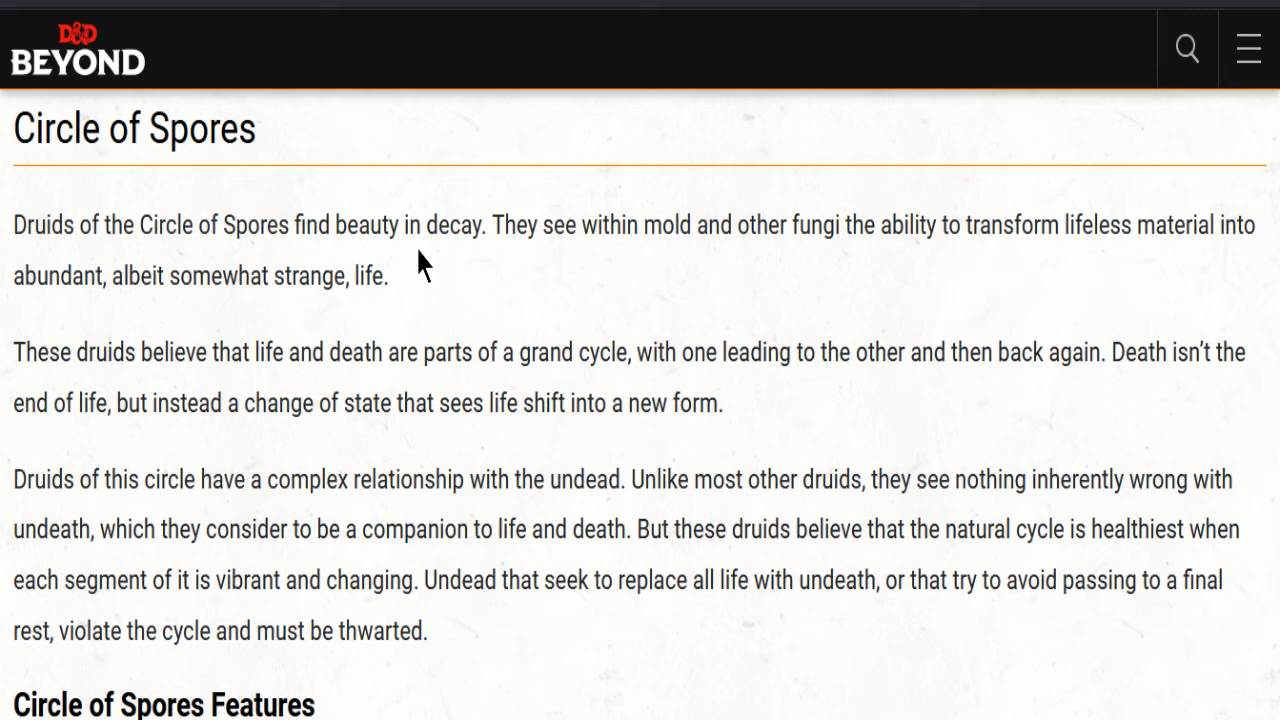 D&D
BEYOND
Circle of Spores
Druids of the Circle of Spores find beauty in decay. They see within mold and other fungi the ability to transform lifeless material into
abundant, albeit somewhat strange, life.
These druids believe that life and death are parts of a grand cycle, with one leading to the other and then back again. Death isn’t the
end of life, but instead a change of state that sees life shift into a new form.
Druids of this circle have a complex relationship with the undead. Unlike most other druids, they see nothing inherently wrong with
undeath, which they consider to be a companion to life and death. But these druids believe that the natural cycle is healthiest when
each segment of it is vibrant and changing. Undead that seek to replace all life with undeath, or that try to avoid passing to a final
rest, violate the cycle and must be thwarted.
Circle of Spores Features